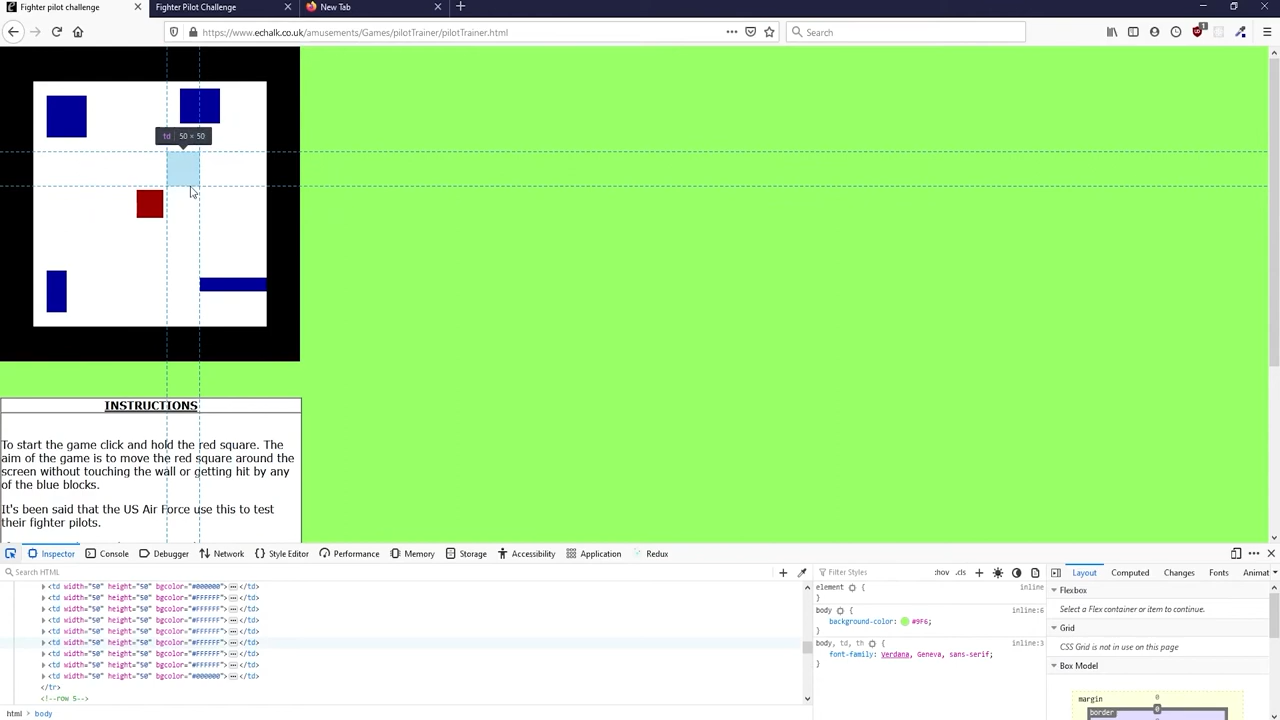 Fighter pilot challenge
Fighter Pilot Challenge
New Tab
https://www.echalk.co.uk/amusements/Games/pilotTrainer/pilotTrainer.html
Search
td 50 × 50
INSTRUCTIONS
To start the game click and hold the red square. The
aim of the game is to move the red square around the
screen without touching the wall or getting hit by any
of the blue blocks.
It's been said that the US Air Force use this to test
their fighter pilots.
Inspector
Console
Debugger
Network
Style Editor
Performance
Memory
Storage
Accessibility
Application
Redux
Search HTML
<td width="50" height="50" bgcolor="#000000"></td>
<td width="50" height="50" bgcolor="#FFFFFF"></td>
<td width="50" height="50" bgcolor="#FFFFFF"></td>
<td width="50" height="50" bgcolor="#FFFFFF"></td>
<td width="50" height="50" bgcolor="#FFFFFF"></td>
<td width="50" height="50" bgcolor="#FFFFFF"></td>
<td width="50" height="50" bgcolor="#FFFFFF"></td>
<td width="50" height="50" bgcolor="#FFFFFF"></td>
<td width="50" height="50" bgcolor="#000000"></td>
</tr>
<!--row 5-->
html > body
Filter Styles
:hov .cls
element { inline
}
body { inline:6
background-color: #9F6;
}
body, td, th { inline:3
font-family: Verdana, Geneva, sans-serif;
}
Layout
Computed
Changes
Fonts
Animat
Flexbox
Select a Flex container or item to continue.
Grid
CSS Grid is not in use on this page
Box Model
margin
0
border
0